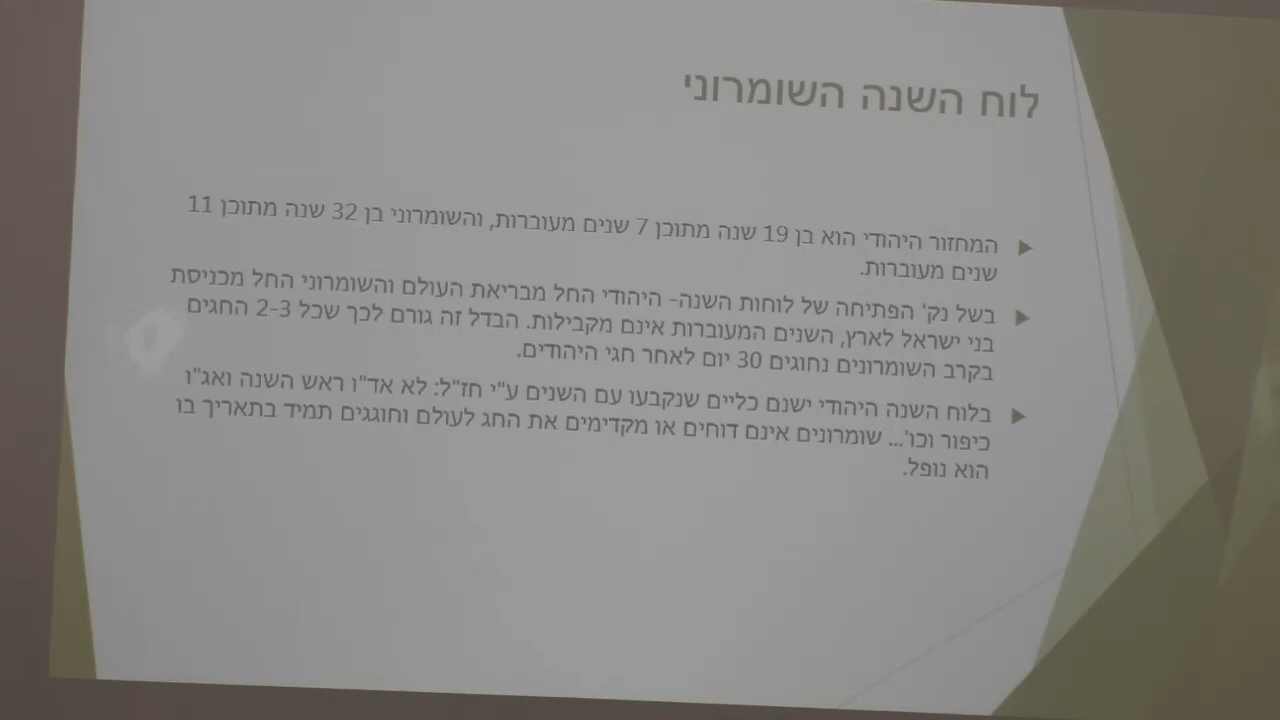 לוח השנה השומרוני
המחזור היהודי הוא בן 19 שנה מתוכן 7 שנים מעוברות, והשומרוני בן 32 שנה מתוכן 11
שנים מעוברות.
בשל נק' הפתיחה של לוחות השנה- היהודי החל מבריאת העולם והשומרוני החל מכניסת
בני ישראל לארץ, השנים המעוברות אינם מקבילות. הבדל זה גורם לכך שכל 2-3 החגים
בקרב השומרונים נחוגים 30 יום לאחר חגי היהודים.
בלוח השנה היהודי ישנם כליים שנקבעו עם השנים ע"י חז"ל: לא אד"ו ראש השנה ואג"ו
כיפור וכו'... שומרונים אינם דוחים או מקדימים את החג לעולם וחוגגים תמיד בתאריך בו
הוא נופל.